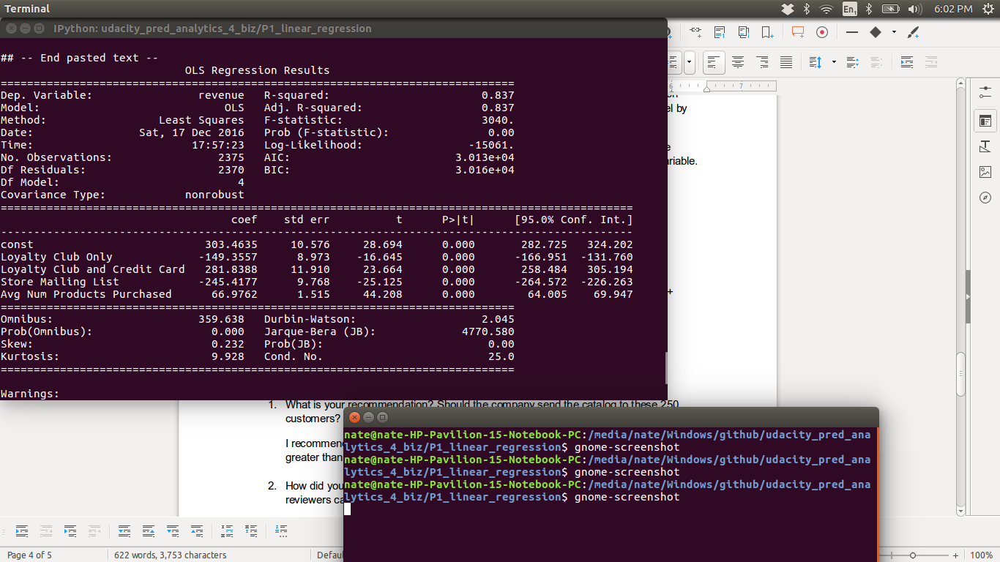 Terminal
En1
6:02 PM
IPython: udacity_pred_analytics_4_biz/P1_linear_regression
## -- End pasted text --
OLS Regression Results
==============================================================================
Dep. Variable: revenue R-squared: 0.837
Model: OLS Adj. R-squared: 0.837
Method: Least Squares F-statistic: 3040.
Date: Sat, 17 Dec 2016 Prob (F-statistic): 0.00
Time: 17:57:23 Log-Likelihood: -15061.
No. Observations: 2375 AIC: 3.013e+04
Df Residuals: 2370 BIC: 3.016e+04
Df Model: 4
Covariance Type: nonrobust
================================================================================================
coef std err t P>|t| [95.0% Conf. Int.]
------------------------------------------------------------------------------------------------
const 303.4635 10.576 28.694 0.000 282.725 324.202
Loyalty Club Only -149.3557 8.973 -16.645 0.000 -166.951 -131.760
Loyalty Club and Credit Card 281.8388 11.910 23.664 0.000 258.484 305.194
Store Mailing List -245.4177 9.768 -25.125 0.000 -264.572 -226.263
Avg Num Products Purchased 66.9762 1.515 44.208 0.000 64.005 69.947
==============================================================================
Omnibus: 359.638 Durbin-Watson: 2.045
Prob(Omnibus): 0.000 Jarque-Bera (JB): 4770.580
Skew: 0.232 Prob(JB): 0.00
Kurtosis: 9.928 Cond. No. 25.0
==============================================================================
Warnings:
6 7
el by
e
riable.
+
1. What is your recommendation? Should the company send the catalog to these 250
customers?
I recommen
greater than
2. How did you
reviewers ca
nate@nate-HP-Pavilion-15-Notebook-PC:/media/nate/Windows/github/udacity_pred_ana
lytics_4_biz/P1_linear_regression$ gnome-screenshot
nate@nate-HP-Pavilion-15-Notebook-PC:/media/nate/Windows/github/udacity_pred_ana
lytics_4_biz/P1_linear_regression$ gnome-screenshot
nate@nate-HP-Pavilion-15-Notebook-PC:/media/nate/Windows/github/udacity_pred_ana
lytics_4_biz/P1_linear_regression$ gnome-screenshot
Page 4 of 5 622 words, 3,753 characters Defau
100%